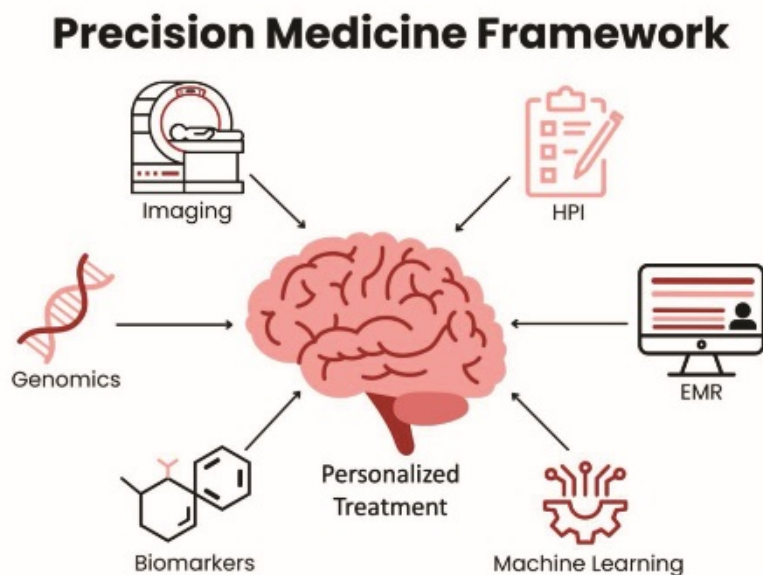 Precision Medicine Framework
Imaging
HPI
Genomics
EMR
Biomarkers
Personalized
Treatment
Machine Learning